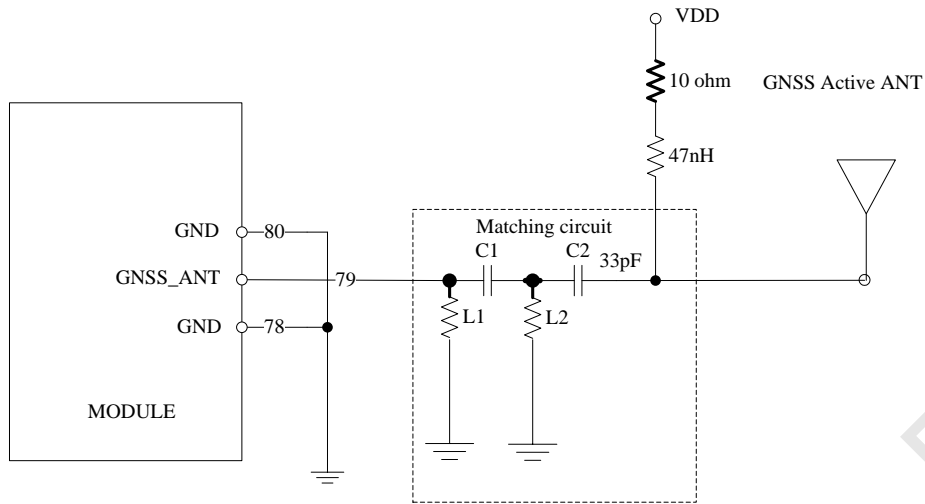 VDD
10 ohm
GNSS Active ANT
47nH
Matching circuit
C1
C2
33pF
GND
80
GNSS_ANT
79
L1
L2
GND
78
MODULE